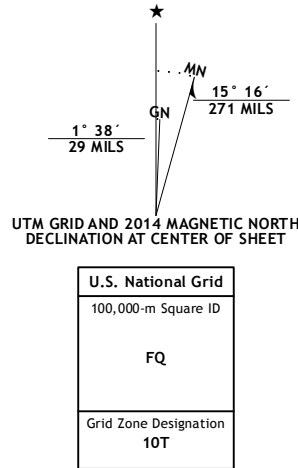 ★
MN
GN
15° 16´
271 MILS
1° 38´
29 MILS
UTM GRID AND 2014 MAGNETIC NORTH
DECLINATION AT CENTER OF SHEET
U.S. National Grid
100,000-m Square ID
FQ
Grid Zone Designation
10T